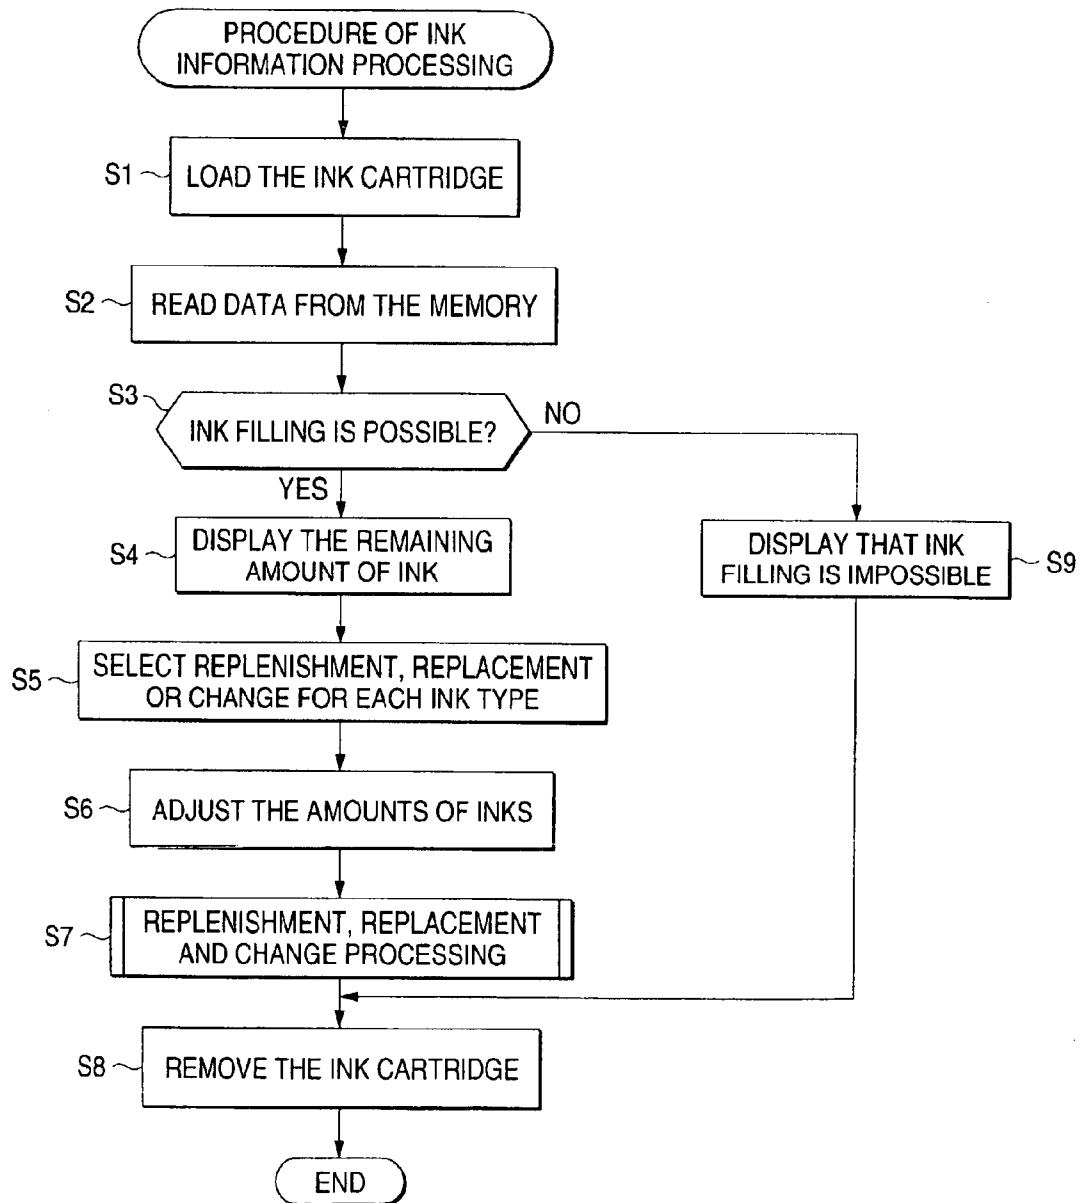 PROCEDURE OF INK
INFORMATION PROCESSING
S1
LOAD THE INK CARTRIDGE
S2
READ DATA FROM THE MEMORY
S3
INK FILLING IS POSSIBLE?
NO
YES
S4
DISPLAY THE REMAINING
AMOUNT OF INK
DISPLAY THAT INK
FILLING IS IMPOSSIBLE
S9
S5
SELECT REPLENISHMENT, REPLACEMENT
OR CHANGE FOR EACH INK TYPE
S6
ADJUST THE AMOUNTS OF INKS
S7
REPLENISHMENT, REPLACEMENT
AND CHANGE PROCESSING
S8
REMOVE THE INK CARTRIDGE
END